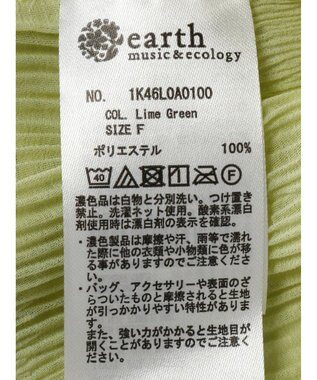 earth
music&ecology
NO. 1K46L0A0100
COL. Lime Green
SIZE F
ポリエステル 100%
40
F
濃色品は白物と分別洗い。つけ置き
禁止。洗濯ネット使用。酸素系漂白
剤使用時は漂白剤の表示を確認。
・濃色製品は摩擦や汗、雨等で濡れ
た際に他の衣類や小物類に色が移
る事がありますのでご注意くださ
い。
・バッグ、アクセサリーや表面のざ
らついたものと摩擦されると生地
が引っかかりやすい特性がありま
す。
また、強い力がかかると生地目が
開くことがありますのでご注意く
ださい。